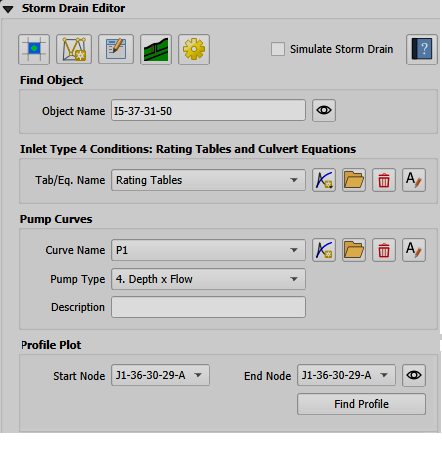 Storm Drain Editor
Simulate Storm Drain ?
Find Object
Object Name I5-37-31-50
Inlet Type 4 Conditions: Rating Tables and Culvert Equations
Tab/Eq. Name Rating Tables A
Pump Curves
Curve Name P1 A
Pump Type 4. Depth x Flow
Description
Profile Plot
Start Node J1-36-30-29-A End Node J1-36-30-29-A
Find Profile